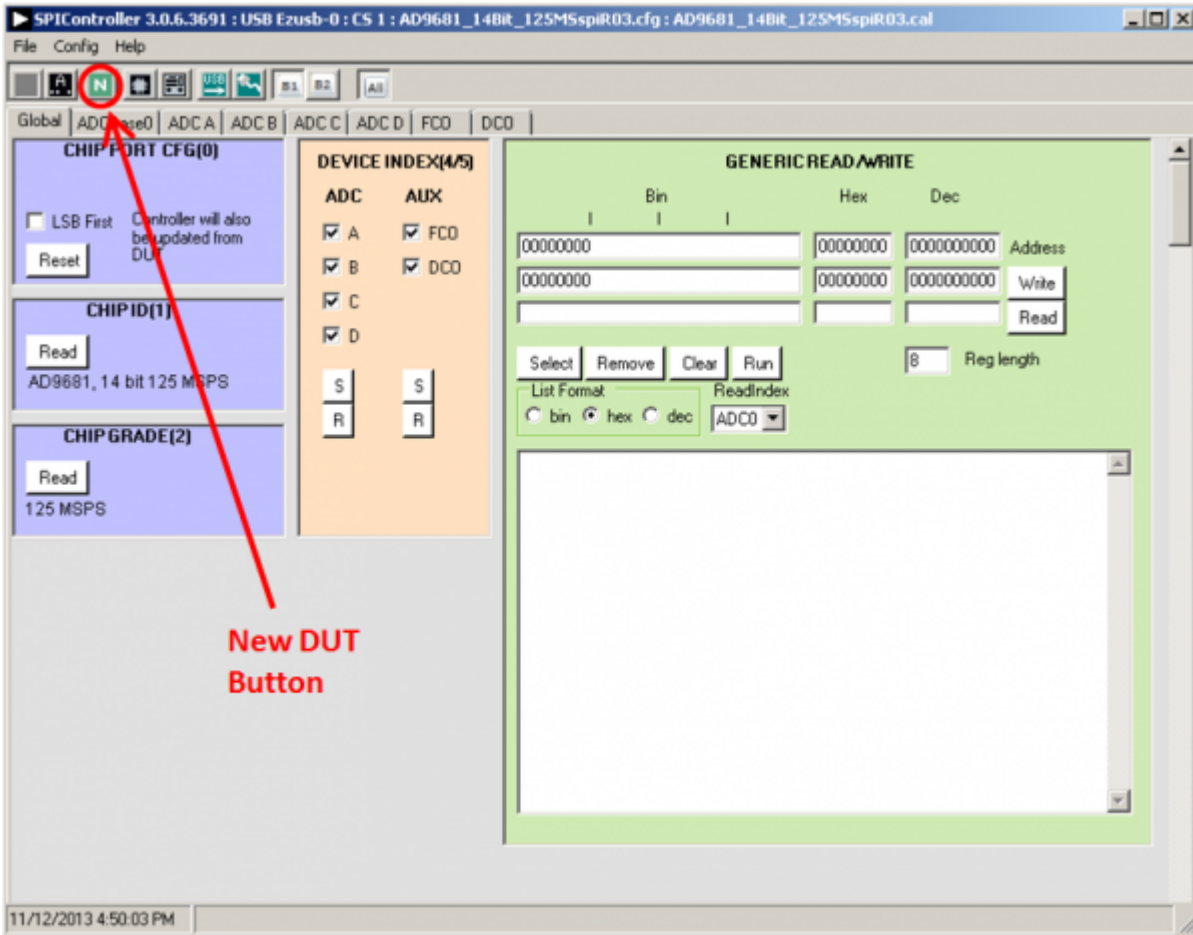 SPIController 3.0.6.3691 : USB Ezusb-0 : CS 1 : AD9681_14Bit_125MSspiR03.cfg : AD9681_14Bit_125MSspiR03.cal
File Config Help
A N USB B1 B2 All
Global ADC A ADC B ADC C ADC D FCO DCO
CHIP PORT CFG(0)
LSB First
Controller will also
be updated from
DUT
Reset
CHIP ID(1)
Read
AD9681, 14 bit 125 MSPS
CHIP GRADE(2)
Read
125 MSPS
DEVICE INDEX(4/5)
ADC AUX
A FCO
B DCO
C
D
S S
R R
GENERIC READ/WRITE
Bin Hex Dec
00000000 00000000 0000000000 Address
00000000 00000000 0000000000 Write
Read
Select Remove Clear Run 8 Reg length
List Format ReadIndex
bin hex dec ADC0
New DUT
Button
11/12/2013 4:50:03 PM